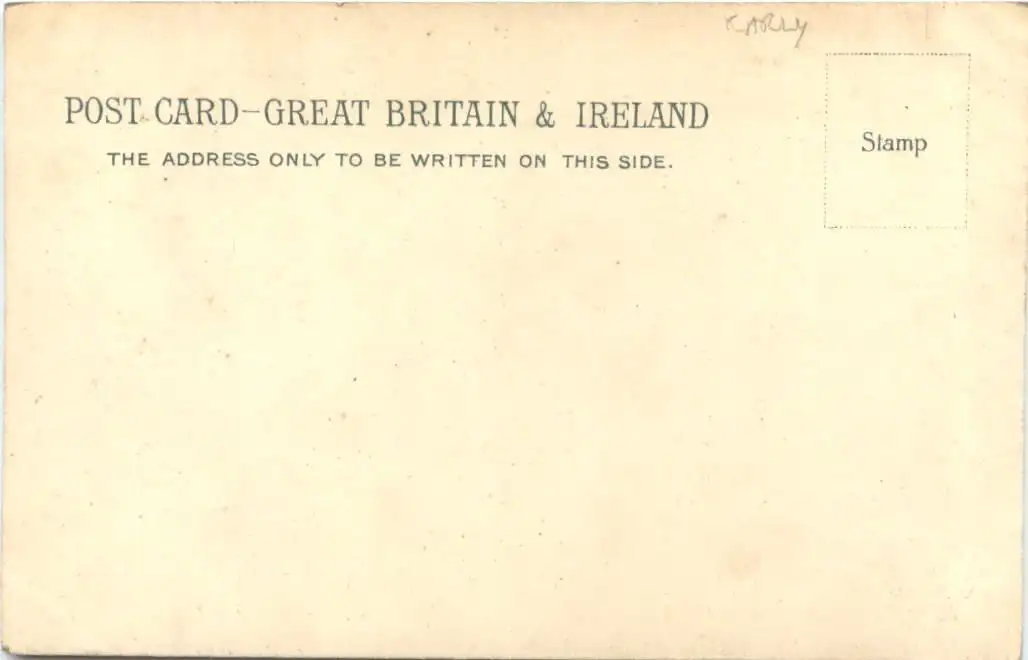 EARLY
POST CARD–GREAT BRITAIN & IRELAND
THE ADDRESS ONLY TO BE WRITTEN ON THIS SIDE.
Stamp